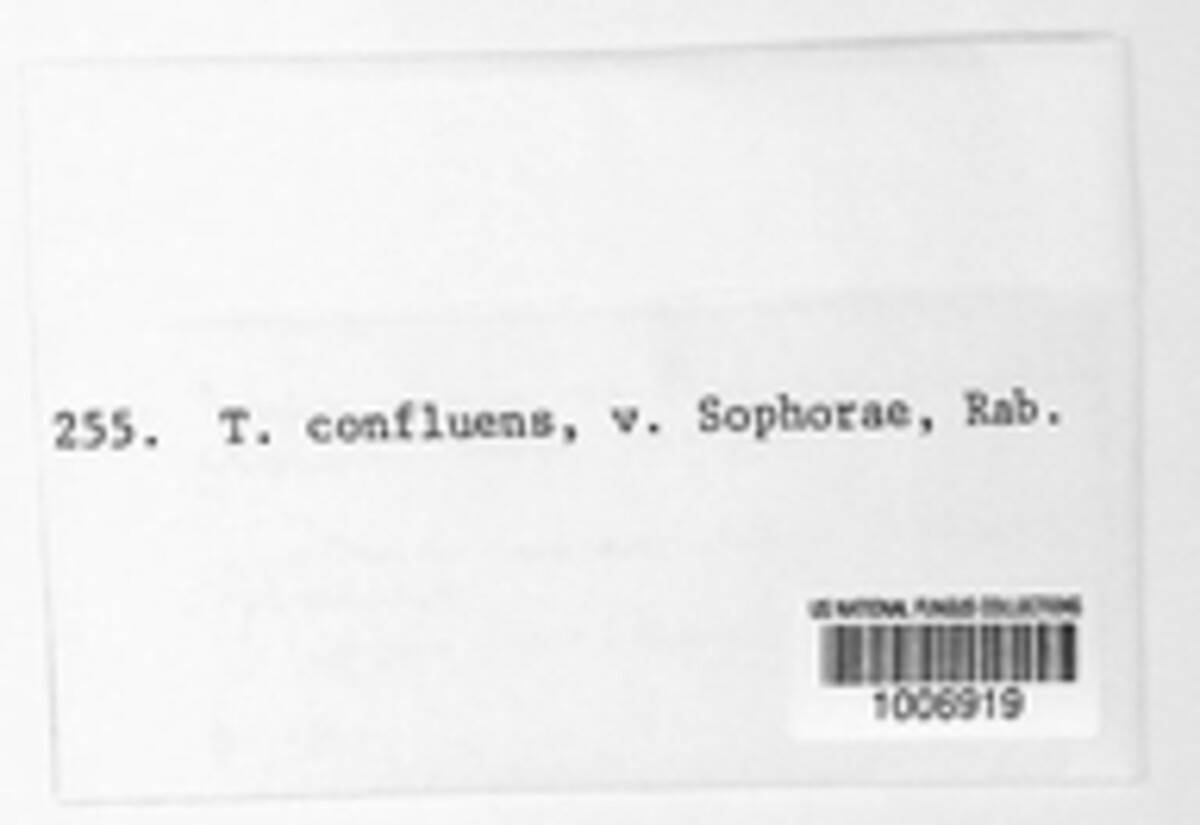 255. T. confluens, v. Sophorae, Rab.
US NATIONAL FUNGUS COLLECTIONS
1006919